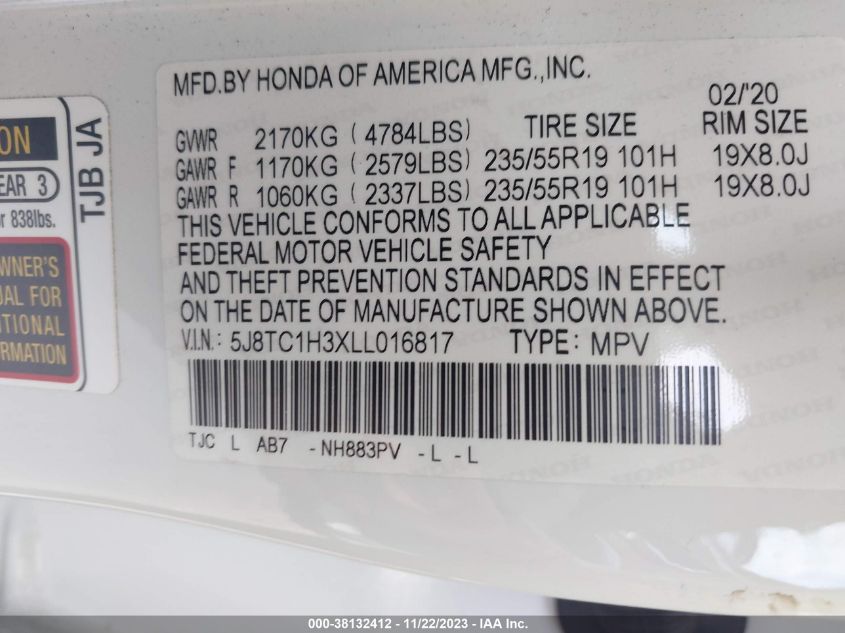 MFD.BY HONDA OF AMERICA MFG.,INC.
02/'20
GVWR 2170KG (4784LBS) TIRE SIZE RIM SIZE
GAWR F 1170KG (2579LBS) 235/55R19 101H 19X8.0J
GAWR R 1060KG (2337LBS) 235/55R19 101H 19X8.0J
THIS VEHICLE CONFORMS TO ALL APPLICABLE
FEDERAL MOTOR VEHICLE SAFETY
AND THEFT PREVENTION STANDARDS IN EFFECT
ON THE DATE OF MANUFACTURE SHOWN ABOVE.
V.I.N.: 5J8TC1H3XLL016817 TYPE: MPV
TJC L AB7 -NH883PV -L -L
TJB JA
ON
EAR 3
r 838lbs.
WNER'S
UAL FOR
ITIONAL
RMATION
000-38132412 - 11/22/2023 - IAA Inc.